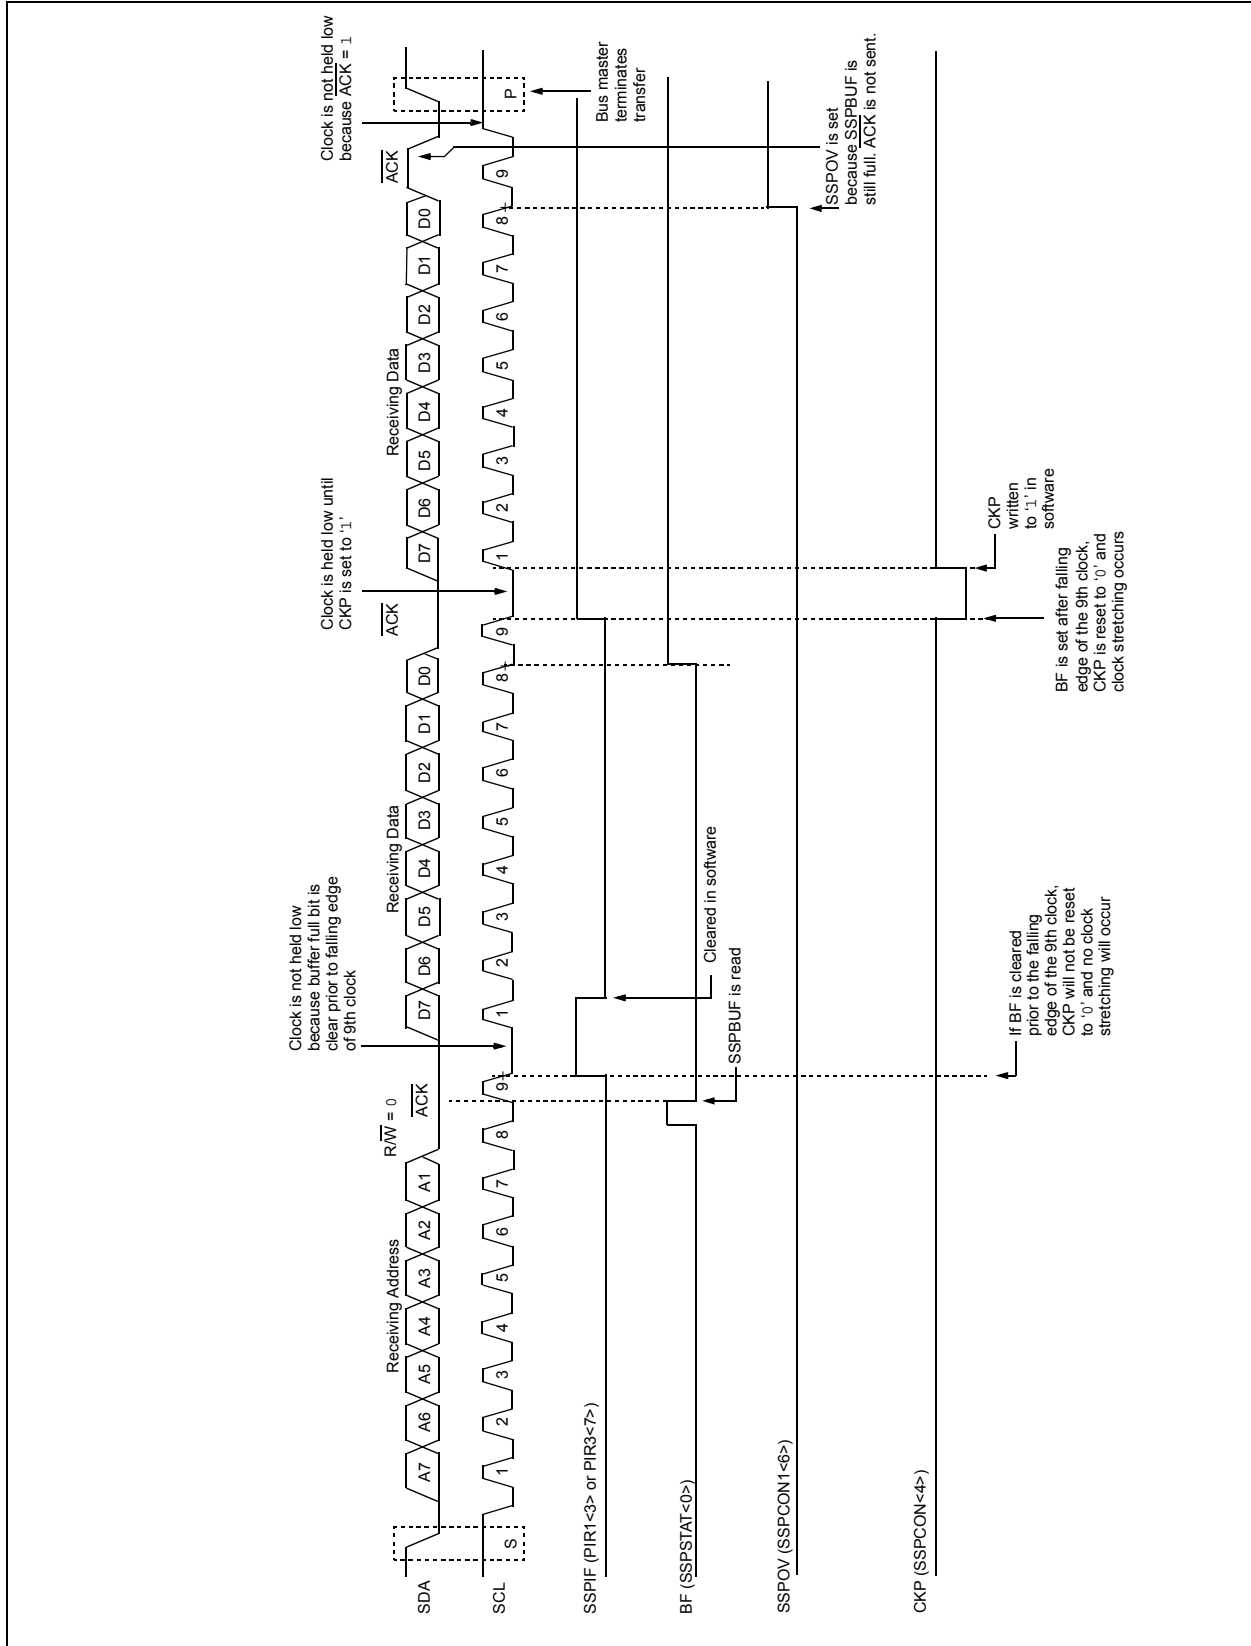 Receiving Address
R/W = 0
ACK
Receiving Data
ACK
Receiving Data
ACK
Clock is not held low
because buffer full bit is
clear prior to falling edge
of 9th clock
Clock is held low until
CKP is set to ‘1’
Clock is not held low
because ACK = 1
SDA
A7 A6 A5 A4 A3 A2 A1
D7 D6 D5 D4 D3 D2 D1 D0
D7 D6 D5 D4 D3 D2 D1 D0
SCL
S
1 2 3 4 5 6 7 8 9
1 2 3 4 5 6 7 8 9
1 2 3 4 5 6 7 8 9
P
SSPIF (PIR1<3> or PIR3<7>)
Bus master
terminates
transfer
Cleared in software
BF (SSPSTAT<0>)
SSPBUF is read
SSPOV (SSPCON1<6>)
SSPOV is set
because SSPBUF is
still full. ACK is not sent.
CKP (SSPCON<4>)
If BF is cleared
prior to the falling
edge of the 9th clock,
CKP will not be reset
to ‘0’ and no clock
stretching will occur
CKP
written
to ‘1’ in
software
BF is set after falling
edge of the 9th clock,
CKP is reset to ‘0’ and
clock stretching occurs